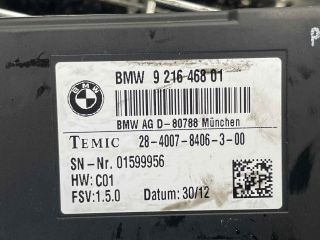 BMW 9 216 468 01
BMW AG D-80788 München
TEMIC 28-4007-8406-3-00
SN-Nr. 01599956
HW: C01
FSV:1.5.0 Datum: 30/12
P